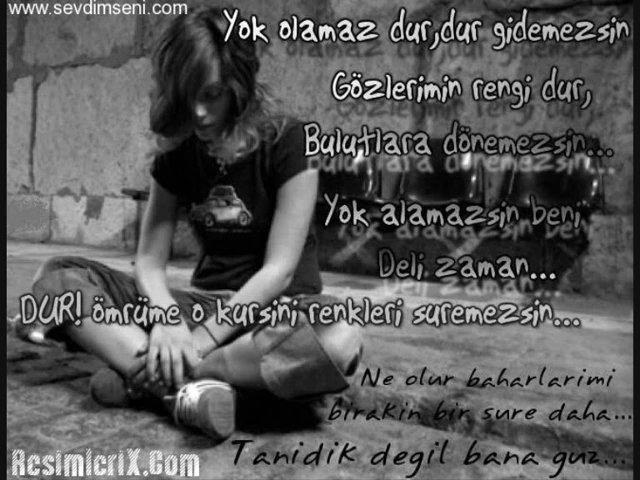 www.sevdimseni.com
Yok olamaz dur,dur gidemezsin
Gözlerimin rengi dur,
Bulutlara dönemezsin...
Yok alamazsin beni
Deli zaman...
DUR! ömrüme o kursini renkleri suremezsin...
Ne olur baharlarimi
birakin bir sure daha...
Tanidik degil bana guz...
ResimleriX.Com